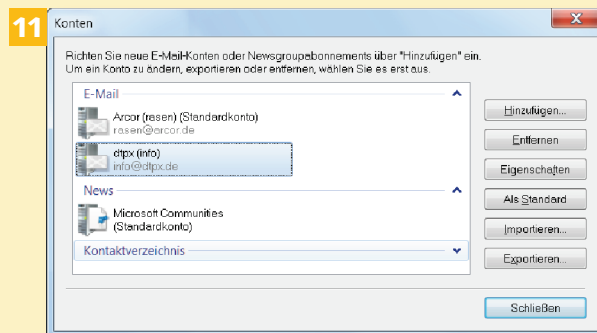 11
Konten
Richten Sie neue E-Mail-Konten oder Newsgroupabonnements über "Hinzufügen" ein.
Um ein Konto zu ändern, exportieren oder entfernen, wählen Sie es erst aus.
E-Mail
Arcor (rasen) (Standardkonto)
rasen@arcor.de
dtpx (info)
info@dtpx.de
News
Microsoft Communities
(Standardkonto)
Kontaktverzeichnis
Hinzufügen...
Entfernen
Eigenschaften
Als Standard
Importieren...
Exportieren...
Schließen